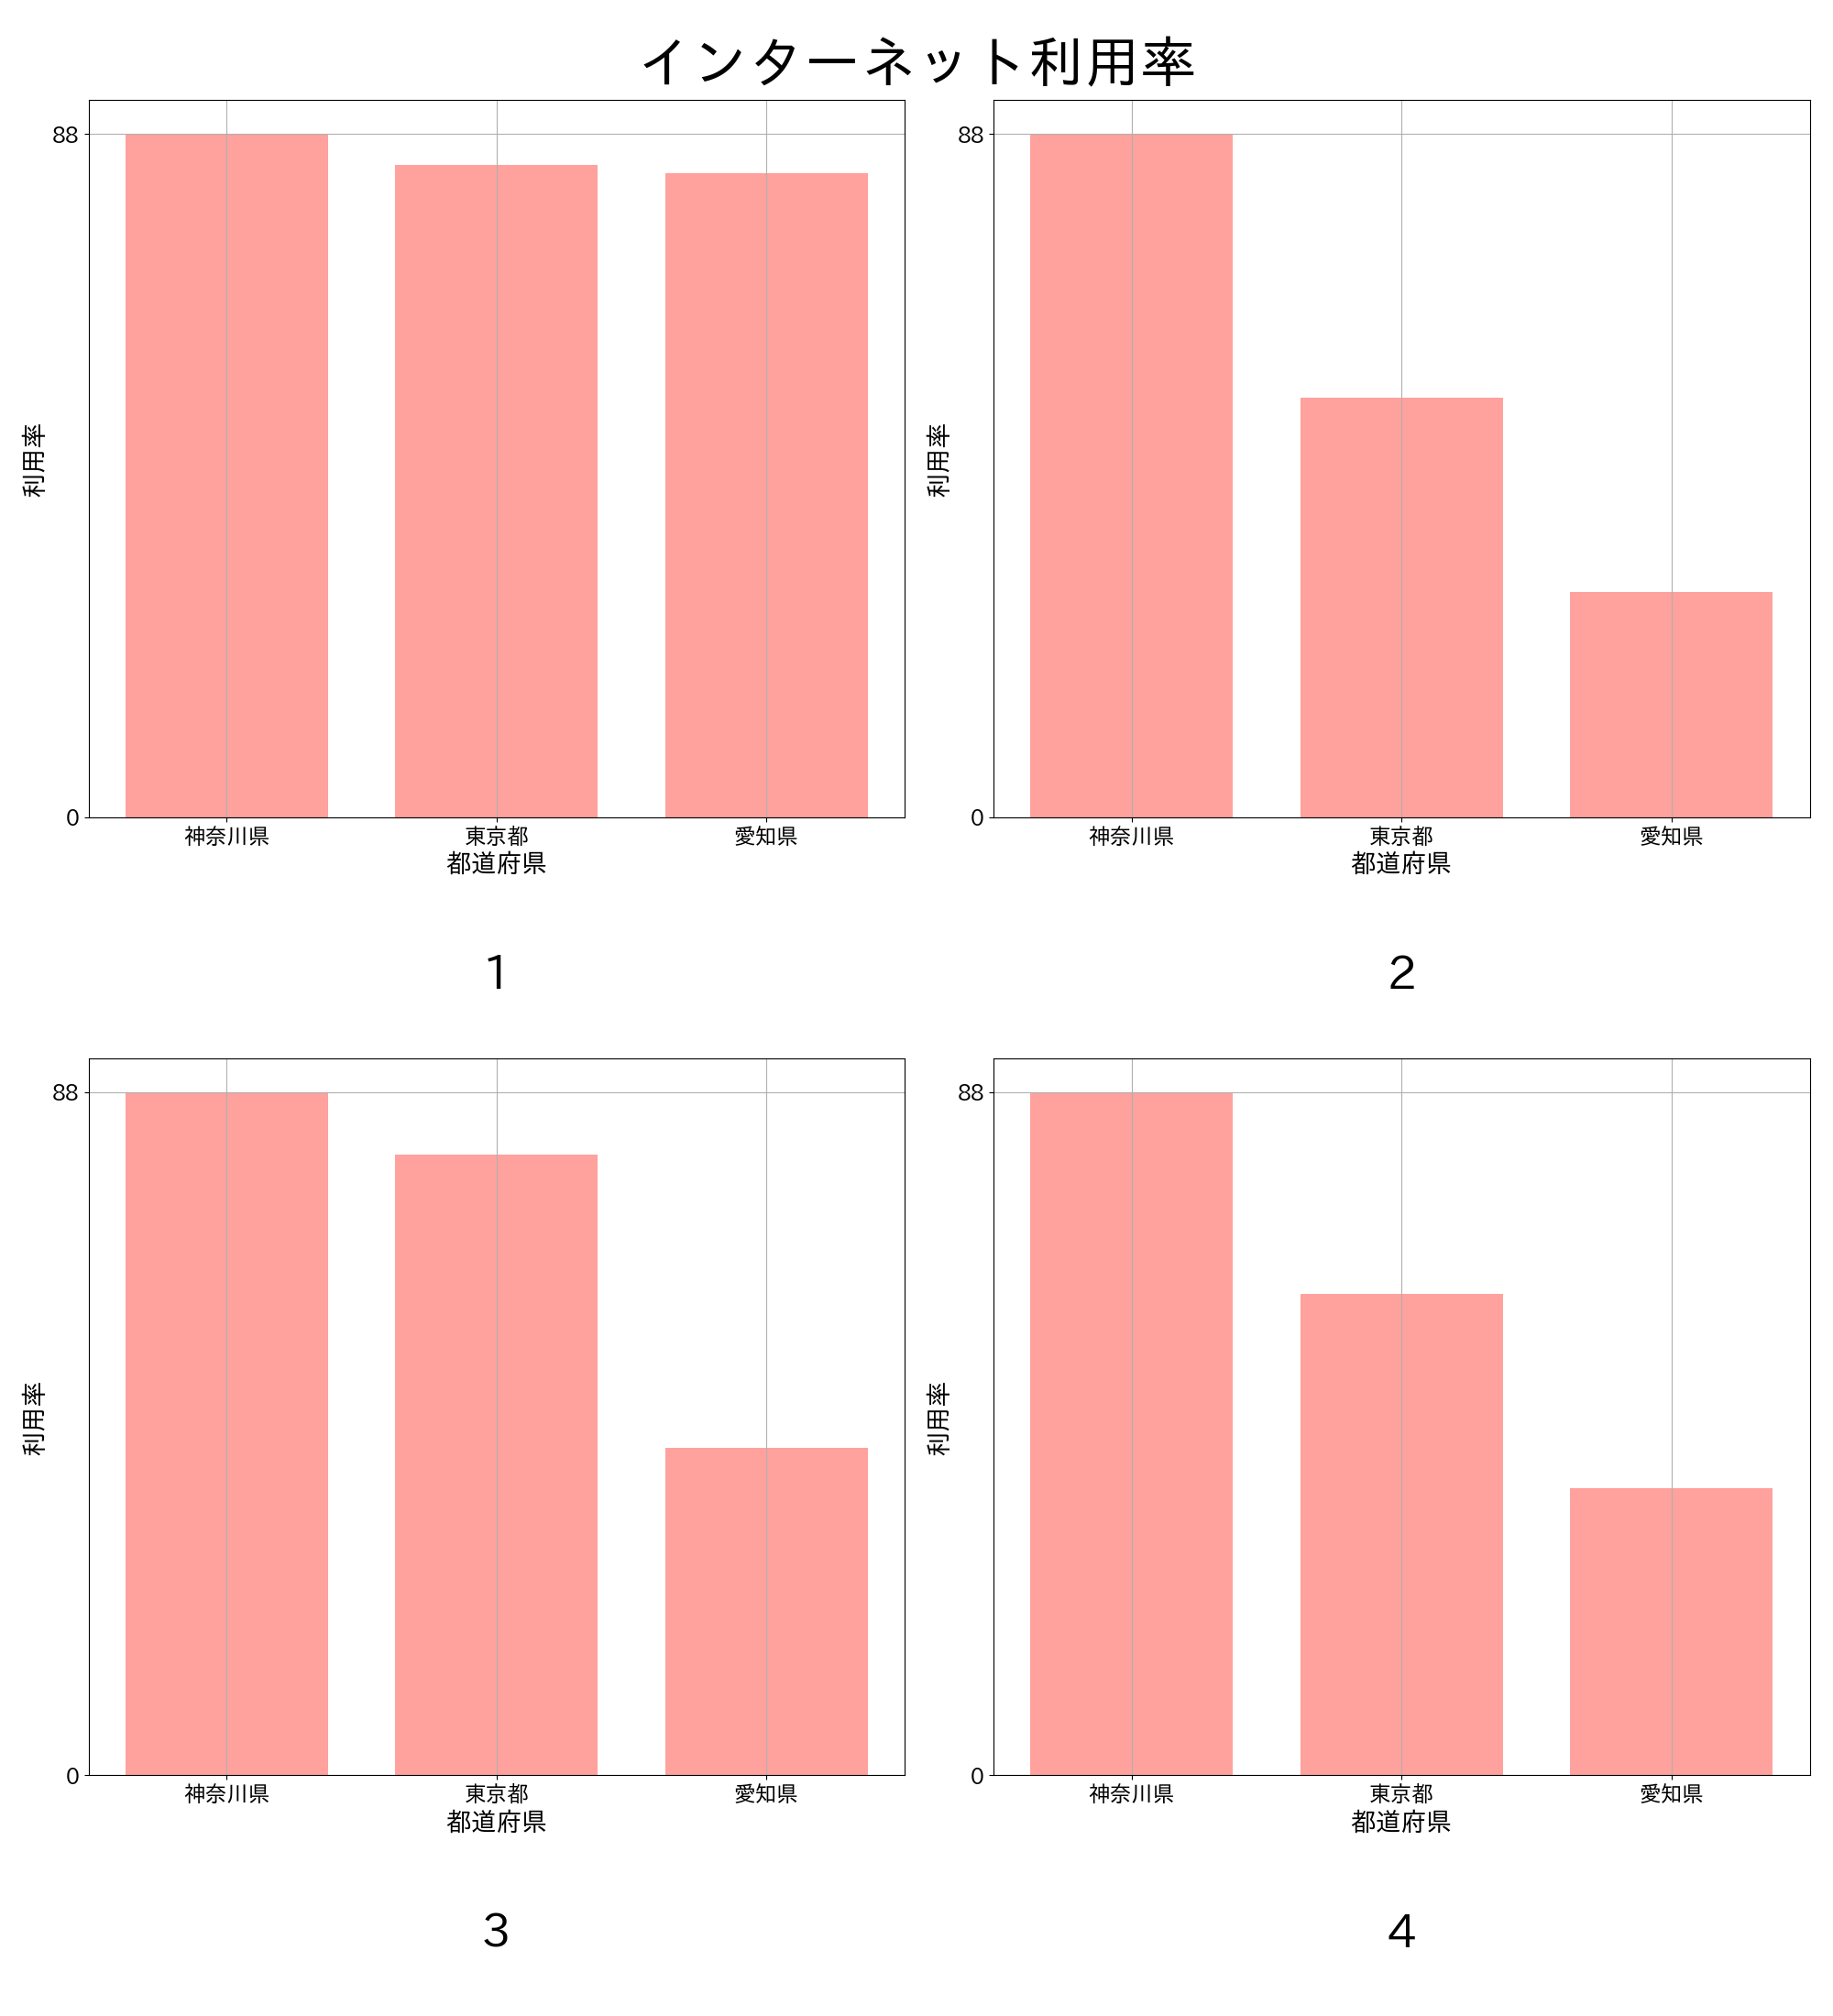 インターネット利用率
88
0
利用率
神奈川県 東京都 愛知県
都道府県
1
88
0
利用率
神奈川県 東京都 愛知県
都道府県
2
88
0
利用率
神奈川県 東京都 愛知県
都道府県
3
88
0
利用率
神奈川県 東京都 愛知県
都道府県
4